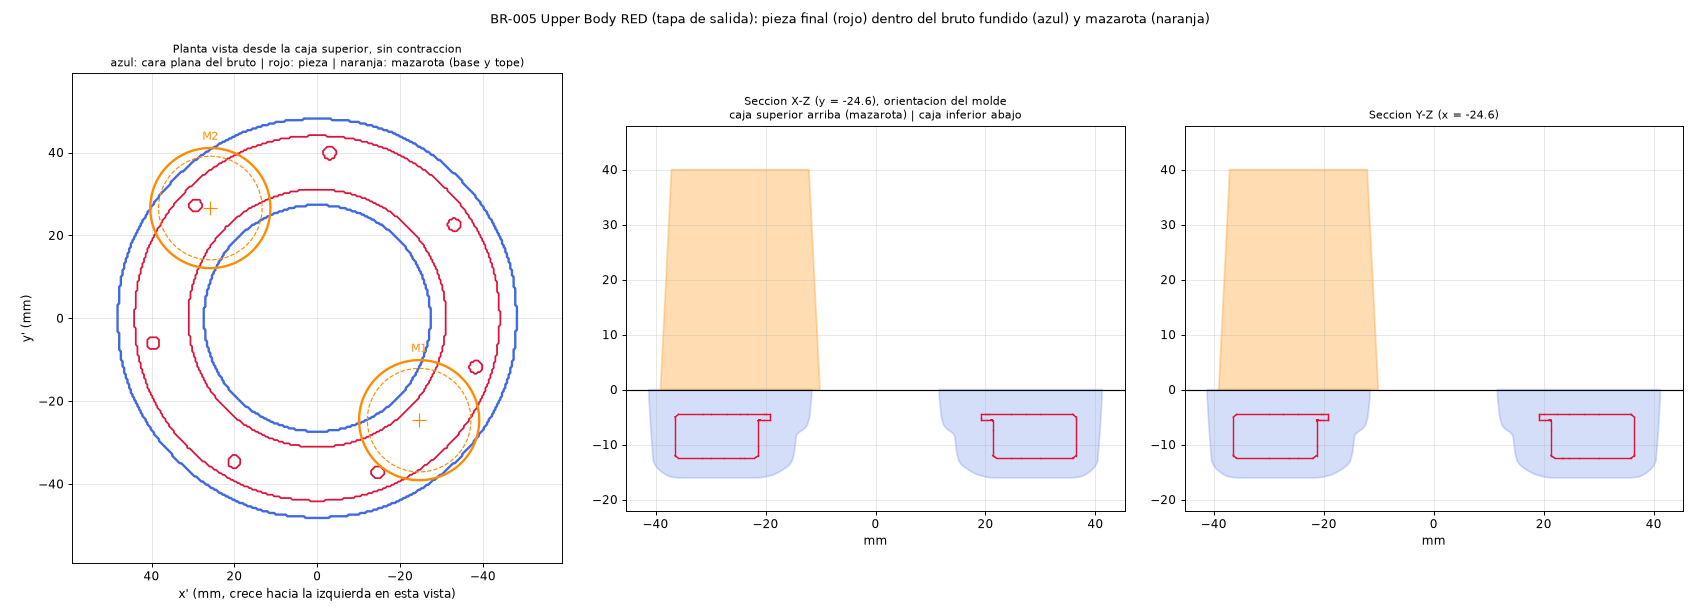 BR-005 Upper Body RED (tapa de salida): pieza final (rojo) dentro del bruto fundido (azul) y mazarota (naranja)
Planta vista desde la caja superior, sin contraccion
azul: cara plana del bruto | rojo: pieza | naranja: mazarota (base y tope)
M2
M1
40
20
0
−20
−40
y' (mm)
40
20
0
−20
−40
x' (mm, crece hacia la izquierda en esta vista)
Seccion X-Z (y = -24.6), orientacion del molde
caja superior arriba (mazarota) | caja inferior abajo
40
30
20
10
0
−10
−20
−40
−20
0
20
40
mm
Seccion Y-Z (x = -24.6)
40
30
20
10
0
−10
−20
−40
−20
0
20
40
mm